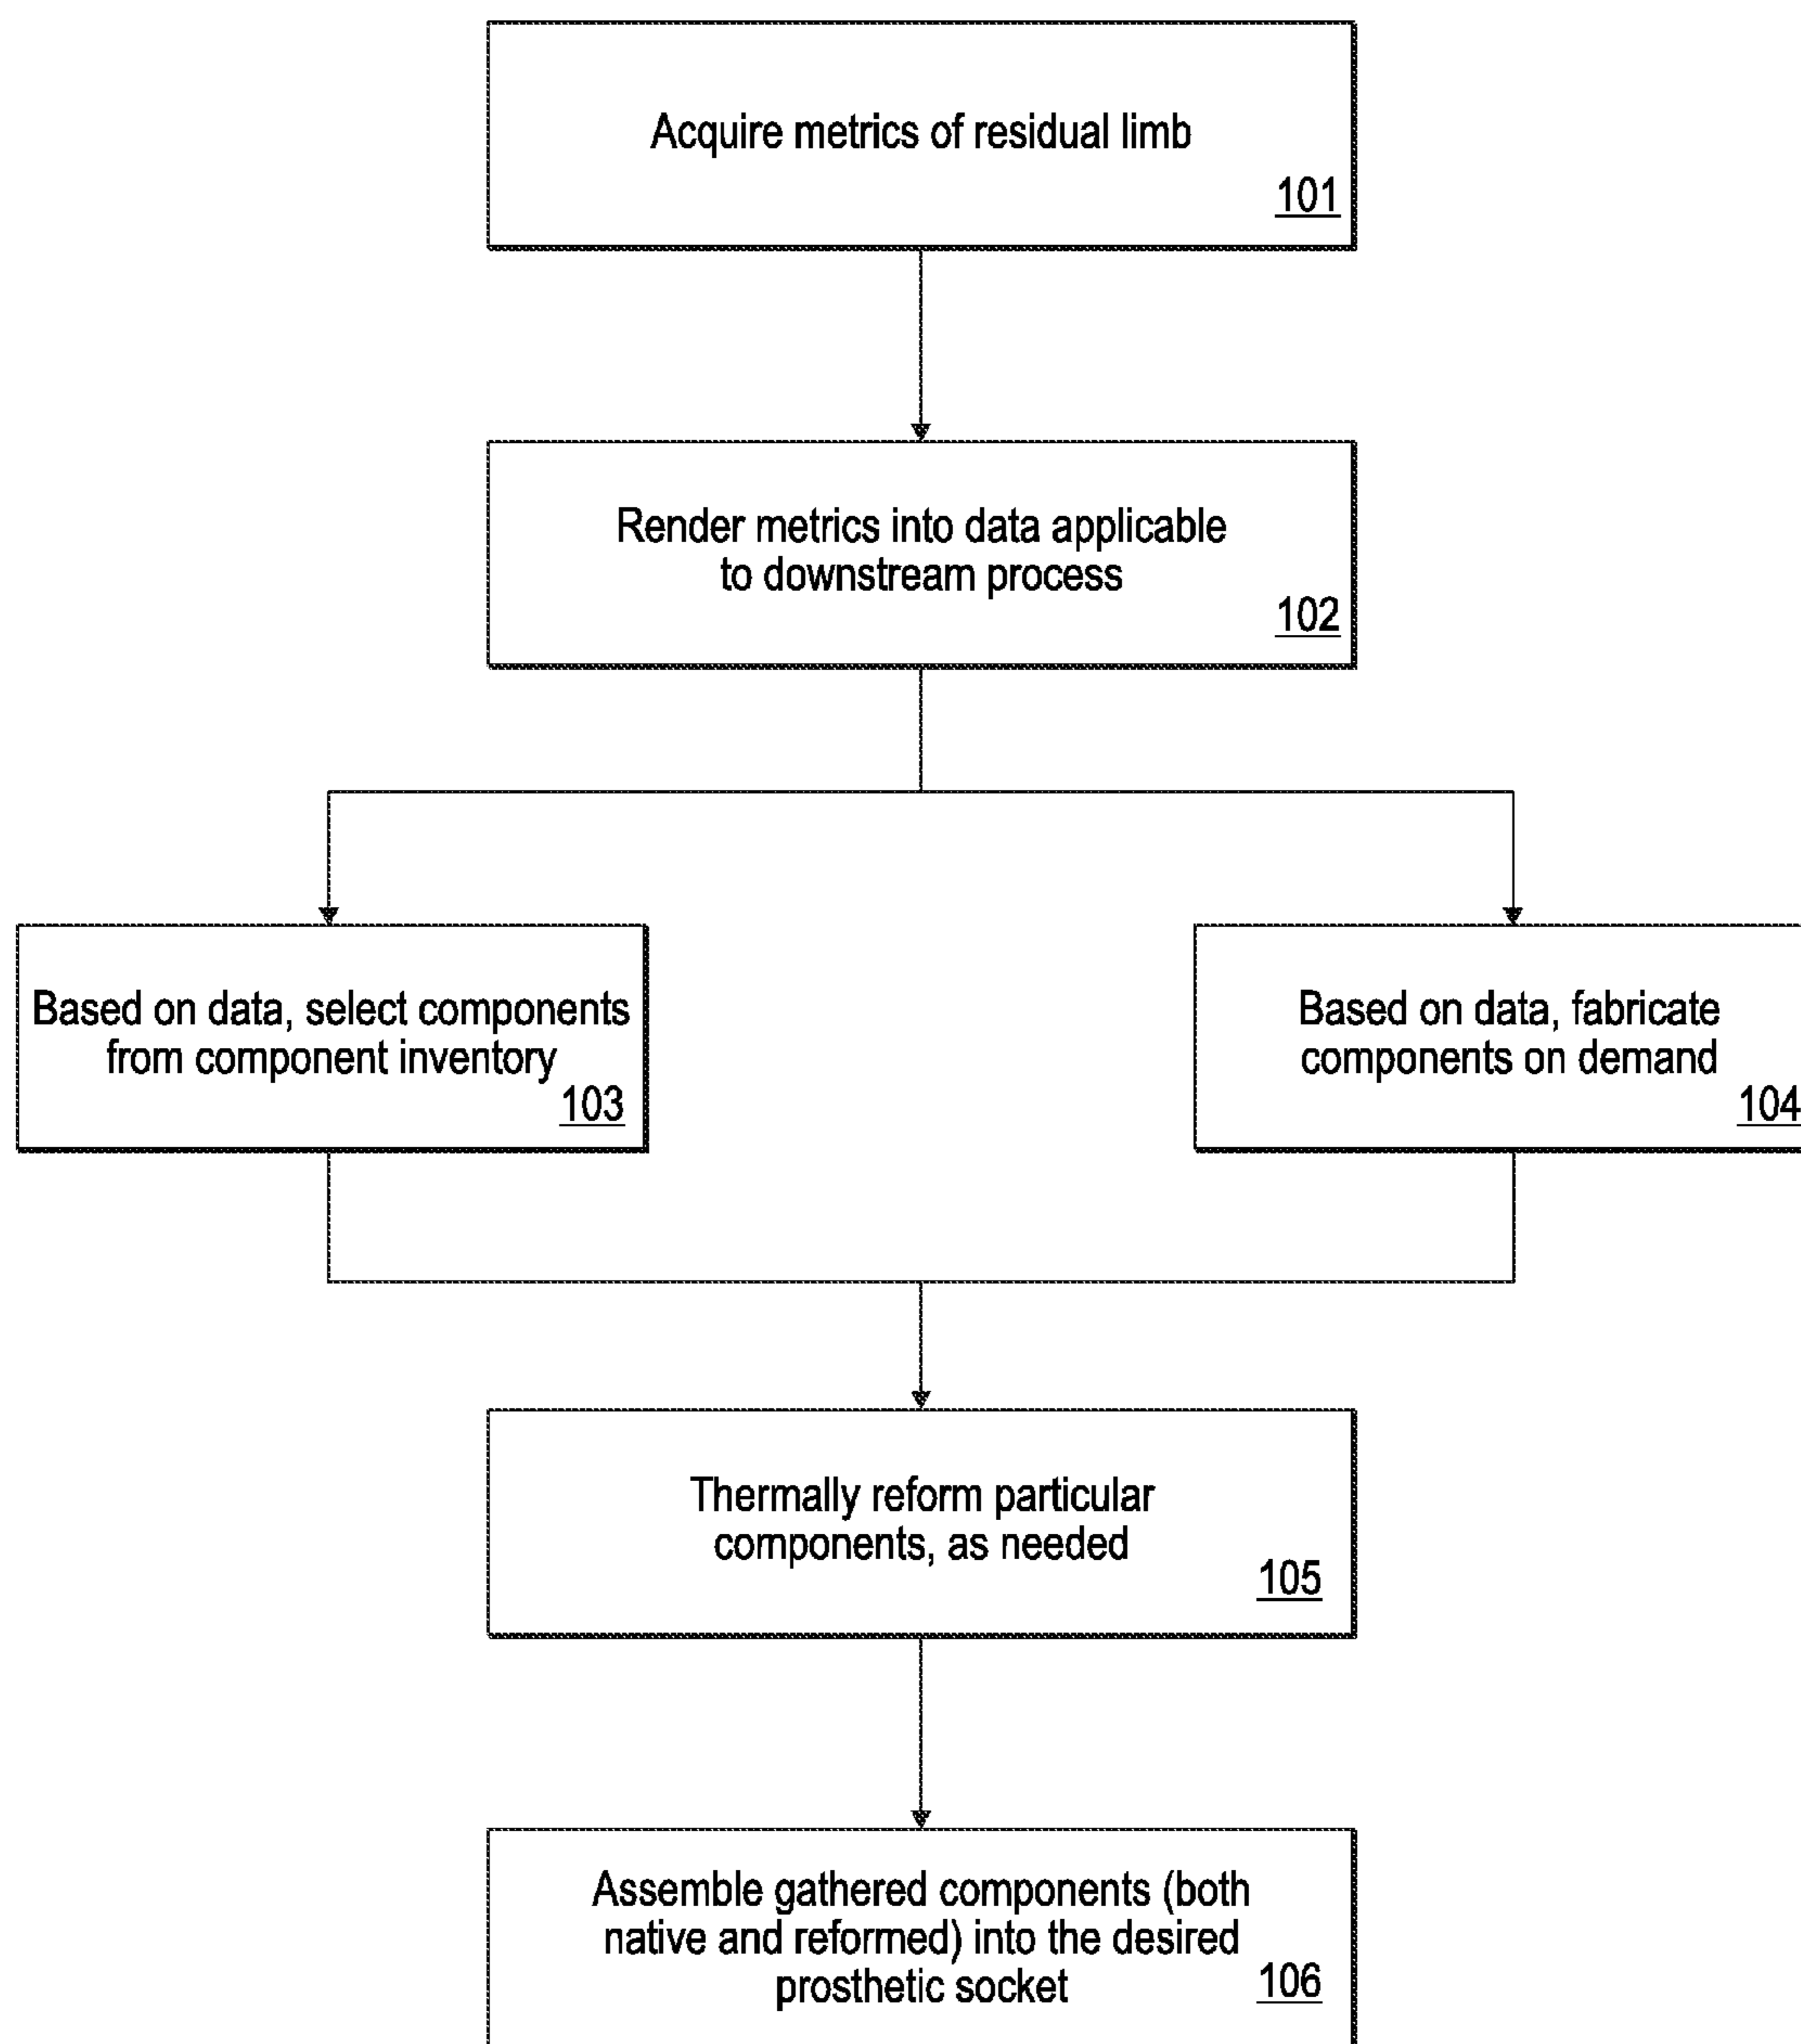 Acquire metrics of residual limb
101
Render metrics into data applicable
to downstream process
102
Based on data, select components
from component inventory
103
Based on data, fabricate
components on demand
104
Thermally reform particular
components, as needed
105
Assemble gathered components (both
native and reformed) into the desired
prosthetic socket
106